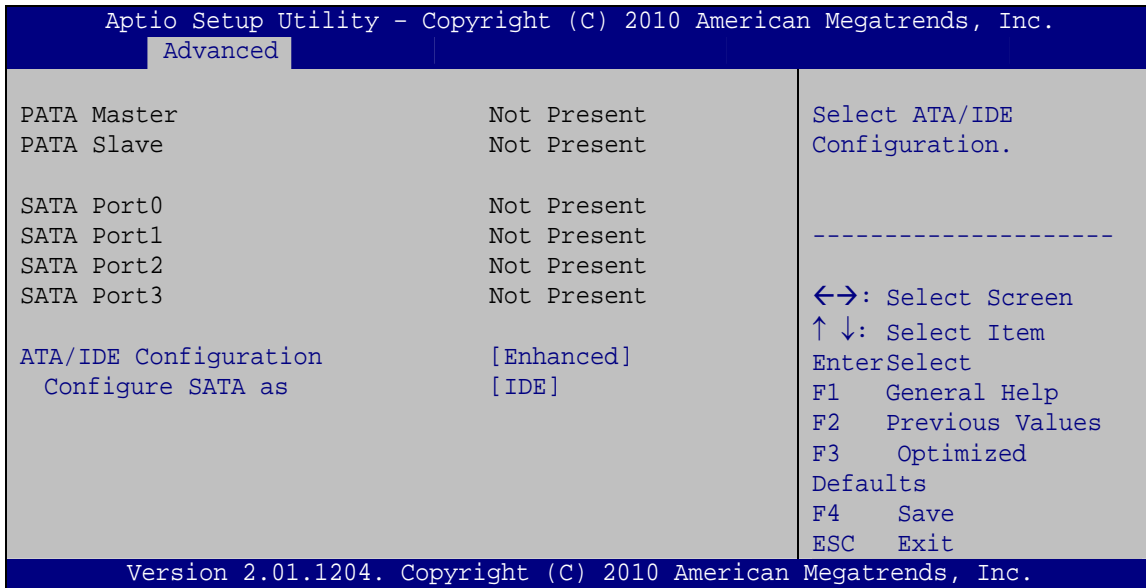 Aptio Setup Utility – Copyright (C) 2010 American Megatrends, Inc.
Advanced
PATA Master Not Present
PATA Slave Not Present
SATA Port0 Not Present
SATA Port1 Not Present
SATA Port2 Not Present
SATA Port3 Not Present
ATA/IDE Configuration [Enhanced]
Configure SATA as [IDE]
Select ATA/IDE
Configuration.
---------------------
←→: Select Screen
↑ ↓: Select Item
EnterSelect
F1 General Help
F2 Previous Values
F3 Optimized
Defaults
F4 Save
ESC Exit
Version 2.01.1204. Copyright (C) 2010 American Megatrends, Inc.